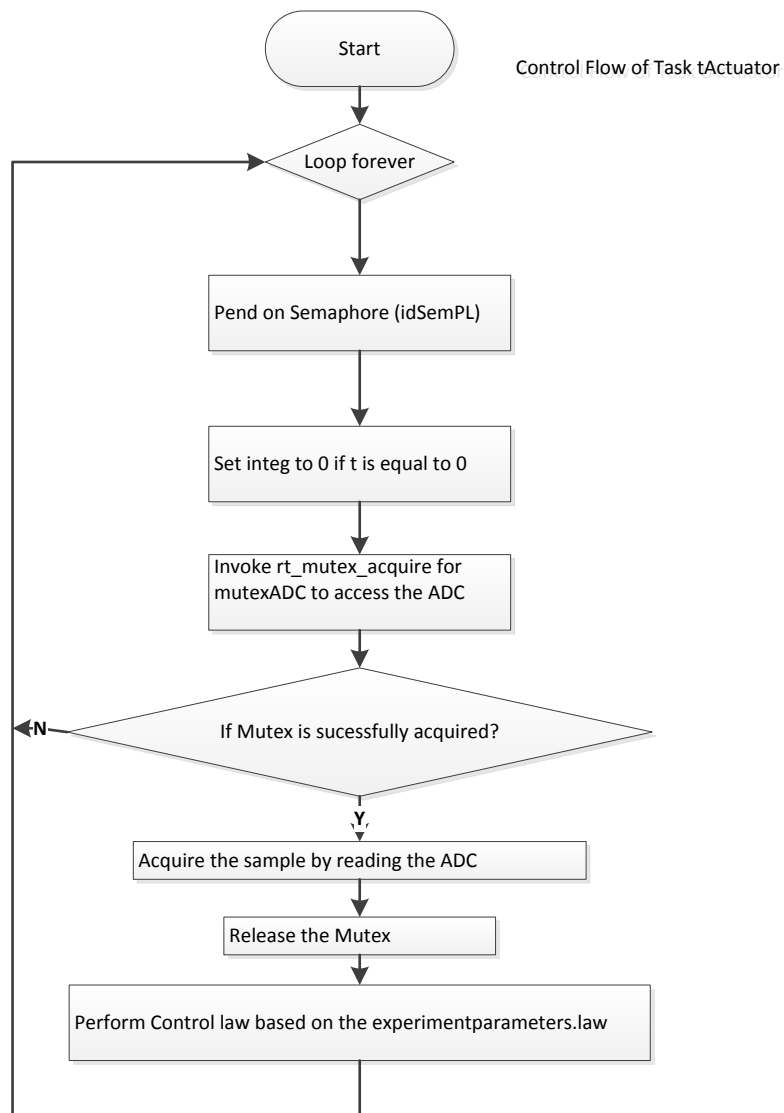 Start
Control Flow of Task tActuator
Loop forever
Pend on Semaphore (idSemPL)
Set integ to 0 if t is equal to 0
Invoke rt_mutex_acquire for
mutexADC to access the ADC
If Mutex is sucessfully acquired?
N
Y
Acquire the sample by reading the ADC
Release the Mutex
Perform Control law based on the experimentparameters.law